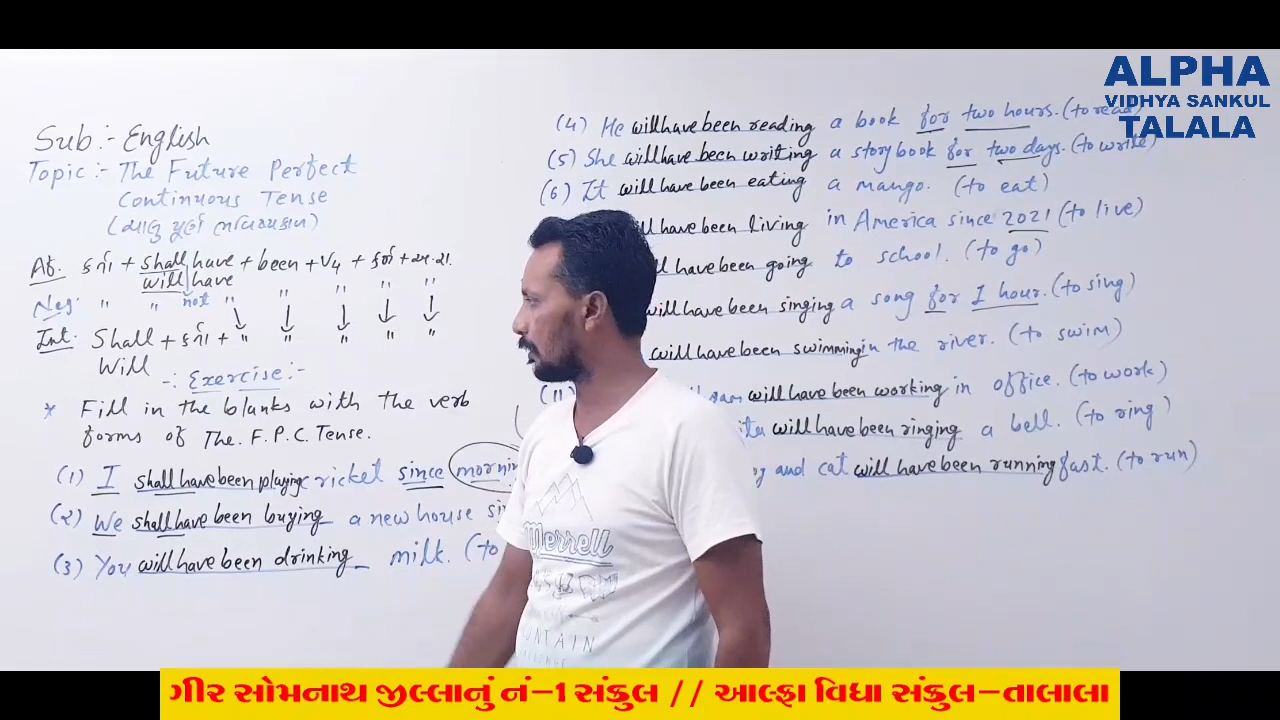 ALPHA
VIDHYA SANKUL
TALALA
Sub :- English
Topic :- The Future Perfect
Continuous Tense
(ચાલુ પૂર્ણ ભવિષ્યકાળ)
Af. કર્તા + shall have + been + V4 + કર્મ + અ.વા.
will have
Neg. " " not " " " " "
Int. Shall + કર્તા + " " " " "
Will
-: Exercise :-
* Fill in the blanks with the verb
forms of The. F. P. C. Tense.
(1) I shall have been playing cricket since
(2) We shall have been buying a new house
(3) You will have been drinking milk. (to
(4) He will have been reading a book for two hours. (to read)
(5) She will have been writing a story book for two days. (to write)
(6) It will have been eating a mango. (to eat)
have been living in America since 2021 (to live)
have been going to school. (to go)
will have been singing a song for 1 hour. (to sing)
will have been swimming in the river. (to swim)
(11) will have been working in office. (to work)
will have been ringing a bell. (to ring)
and cat will have been running fast. (to run)
Merrell
ગીર સોમનાથ જીલ્લાનું નં-1 સંકુલ // આલ્ફા વિધા સંકુલ-તાલાલા